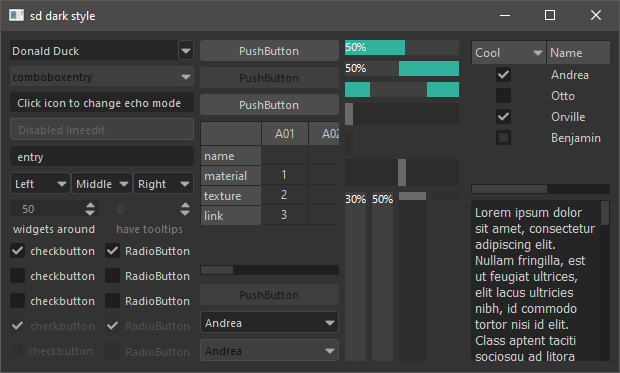 sd dark style
Donald Duck
comboboxentry
Click icon to change echo mode
Disabled lineedit
entry
Left Middle Right
50 0
widgets around have tooltips
checkbutton RadioButton
checkbutton RadioButton
checkbutton RadioButton
checkbutton RadioButton
checkbutton RadioButton
PushButton
PushButton
PushButton
A01 A02
name
material 1
texture 2
link 3
PushButton
Andrea
Andrea
50%
50%
30% 50%
Cool Name
Andrea
Otto
Orville
Benjamin
Lorem ipsum dolor
sit amet, consectetur
adipiscing elit.
Nullam fringilla, est
ut feugiat ultrices,
elit lacus ultricies
nibh, id commodo
tortor nisi id elit.
Class aptent taciti
sociosqu ad litora